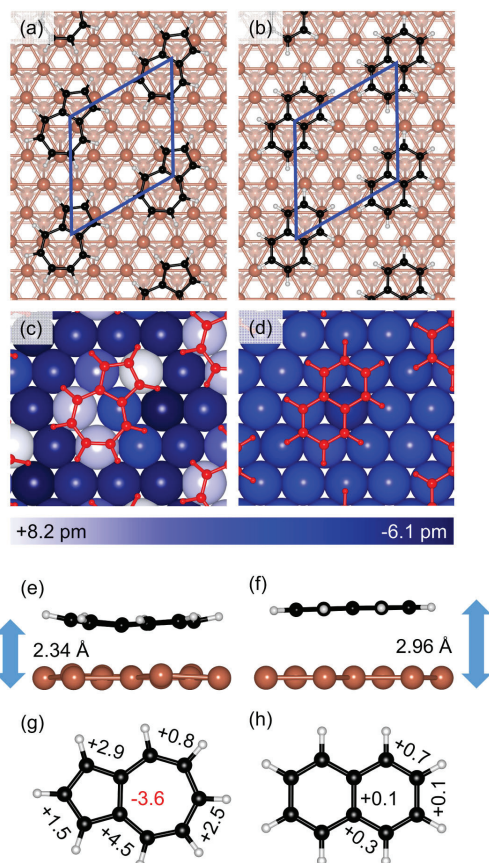 (a)
(b)
(c)
(d)
+8.2 pm
-6.1 pm
(e)
(f)
2.34 Å
2.96 Å
(g)
(h)
+2.9
+0.8
-3.6
+1.5
+4.5
+2.5
+0.7
+0.1
+0.1
+0.3